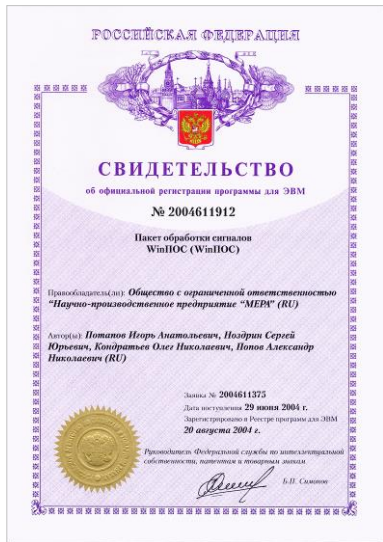 РОССИЙСКАЯ ФЕДЕРАЦИЯ
СВИДЕТЕЛЬСТВО
об официальной регистрации программы для ЭВМ
№ 2004611912
Пакет обработки сигналов
WinПОС (WinПОС)
Правообладатель(ли): Общество с ограниченной ответственностью
“Научно-производственное предприятие “МЕРА” (RU)
Автор(ы): Потапов Игорь Анатольевич, Ноздрин Сергей
Юрьевич, Кондратьев Олег Николаевич, Попов Александр
Николаевич (RU)
Заявка № 2004611375
Дата поступления 29 июня 2004 г.
Зарегистрировано в Реестре программ для ЭВМ
20 августа 2004 г.
Руководитель Федеральной службы по интеллектуальной
собственности, патентам и товарным знакам
Б.П. Симонов